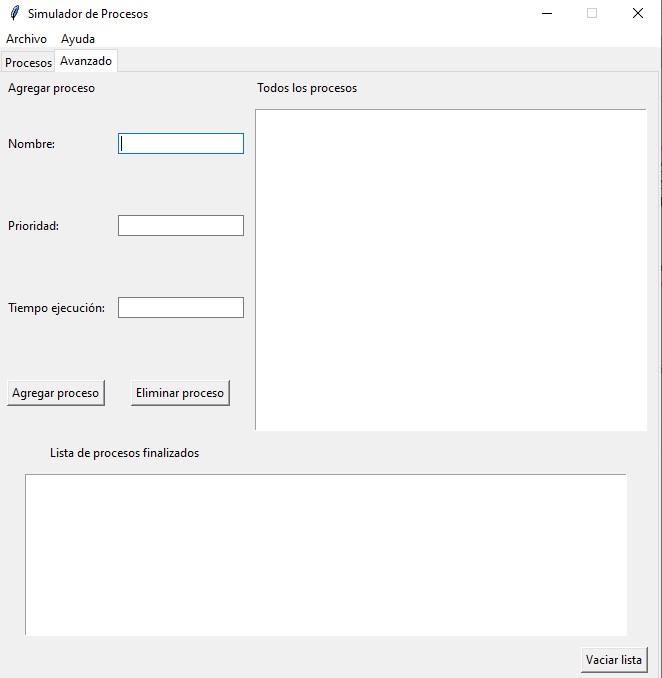 Simulador de Procesos
Archivo Ayuda
Procesos Avanzado
Agregar proceso
Todos los procesos
Nombre:
Prioridad:
Tiempo ejecución:
Agregar proceso Eliminar proceso
Lista de procesos finalizados
Vaciar lista